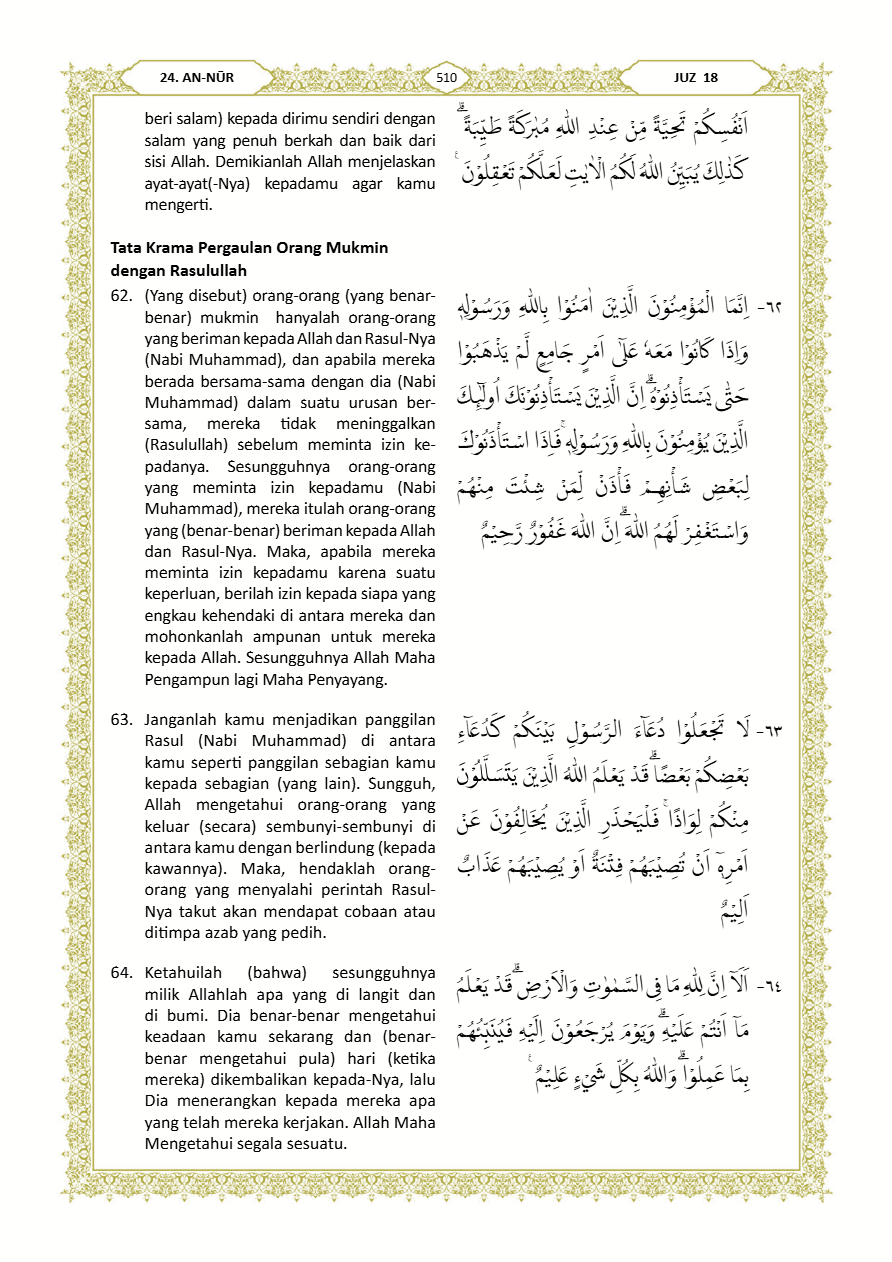 24. AN-NŪR
510
JUZ 18
beri salam) kepada dirimu sendiri dengan
salam yang penuh berkah dan baik dari
sisi Allah. Demikianlah Allah menjelaskan
ayat-ayat(-Nya) kepadamu agar kamu
mengerti.
اَنْفُسِكُمْ تَحِيَّةً مِّنْ عِنْدِ اللّٰهِ مُبٰرَكَةً طَيِّبَةً ۗ
كَذٰلِكَ يُبَيِّنُ اللّٰهُ لَكُمُ الْاٰيٰتِ لَعَلَّكُمْ تَعْقِلُوْنَ ࣖ
Tata Krama Pergaulan Orang Mukmin
dengan Rasulullah
62. (Yang disebut) orang-orang (yang benar-
benar) mukmin hanyalah orang-orang
yang beriman kepada Allah dan Rasul-Nya
(Nabi Muhammad), dan apabila mereka
berada bersama-sama dengan dia (Nabi
Muhammad) dalam suatu urusan ber-
sama, mereka tidak meninggalkan
(Rasulullah) sebelum meminta izin ke-
padanya. Sesungguhnya orang-orang
yang meminta izin kepadamu (Nabi
Muhammad), mereka itulah orang-orang
yang (benar-benar) beriman kepada Allah
dan Rasul-Nya. Maka, apabila mereka
meminta izin kepadamu karena suatu
keperluan, berilah izin kepada siapa yang
engkau kehendaki di antara mereka dan
mohonkanlah ampunan untuk mereka
kepada Allah. Sesungguhnya Allah Maha
Pengampun lagi Maha Penyayang.
٦٢- اِنَّمَا الْمُؤْمِنُوْنَ الَّذِيْنَ اٰمَنُوْا بِاللّٰهِ وَرَسُوْلِهٖ
وَاِذَا كَانُوْا مَعَهٗ عَلٰٓى اَمْرٍ جَامِعٍ لَّمْ يَذْهَبُوْا
حَتّٰى يَسْتَأْذِنُوْهُ ۗاِنَّ الَّذِيْنَ يَسْتَأْذِنُوْنَكَ اُولٰۤىِٕكَ
الَّذِيْنَ يُؤْمِنُوْنَ بِاللّٰهِ وَرَسُوْلِهٖ ۚفَاِذَا اسْتَأْذَنُوْكَ
لِبَعْضِ شَأْنِهِمْ فَأْذَنْ لِّمَنْ شِئْتَ مِنْهُمْ
وَاسْتَغْفِرْ لَهُمُ اللّٰهَ ۗاِنَّ اللّٰهَ غَفُوْرٌ رَّحِيْمٌ
63. Janganlah kamu menjadikan panggilan
Rasul (Nabi Muhammad) di antara
kamu seperti panggilan sebagian kamu
kepada sebagian (yang lain). Sungguh,
Allah mengetahui orang-orang yang
keluar (secara) sembunyi-sembunyi di
antara kamu dengan berlindung (kepada
kawannya). Maka, hendaklah orang-
orang yang menyalahi perintah Rasul-
Nya takut akan mendapat cobaan atau
ditimpa azab yang pedih.
٦٣- لَا تَجْعَلُوْا دُعَاۤءَ الرَّسُوْلِ بَيْنَكُمْ كَدُعَاۤءِ
بَعْضِكُمْ بَعْضًا ۗقَدْ يَعْلَمُ اللّٰهُ الَّذِيْنَ يَتَسَلَّلُوْنَ
مِنْكُمْ لِوَاذًا ۚفَلْيَحْذَرِ الَّذِيْنَ يُخَالِفُوْنَ عَنْ
اَمْرِهٖٓ اَنْ تُصِيْبَهُمْ فِتْنَةٌ اَوْ يُصِيْبَهُمْ عَذَابٌ
اَلِيْمٌ
64. Ketahuilah (bahwa) sesungguhnya
milik Allahlah apa yang di langit dan
di bumi. Dia benar-benar mengetahui
keadaan kamu sekarang dan (benar-
benar mengetahui pula) hari (ketika
mereka) dikembalikan kepada-Nya, lalu
Dia menerangkan kepada mereka apa
yang telah mereka kerjakan. Allah Maha
Mengetahui segala sesuatu.
٦٤- اَلَآ اِنَّ لِلّٰهِ مَا فِى السَّمٰوٰتِ وَالْاَرْضِۗ قَدْ يَعْلَمُ
مَآ اَنْتُمْ عَلَيْهِۗ وَيَوْمَ يُرْجَعُوْنَ اِلَيْهِ فَيُنَبِّئُهُمْ
بِمَا عَمِلُوْاۗ وَاللّٰهُ بِكُلِّ شَيْءٍ عَلِيْمٌ ࣖ